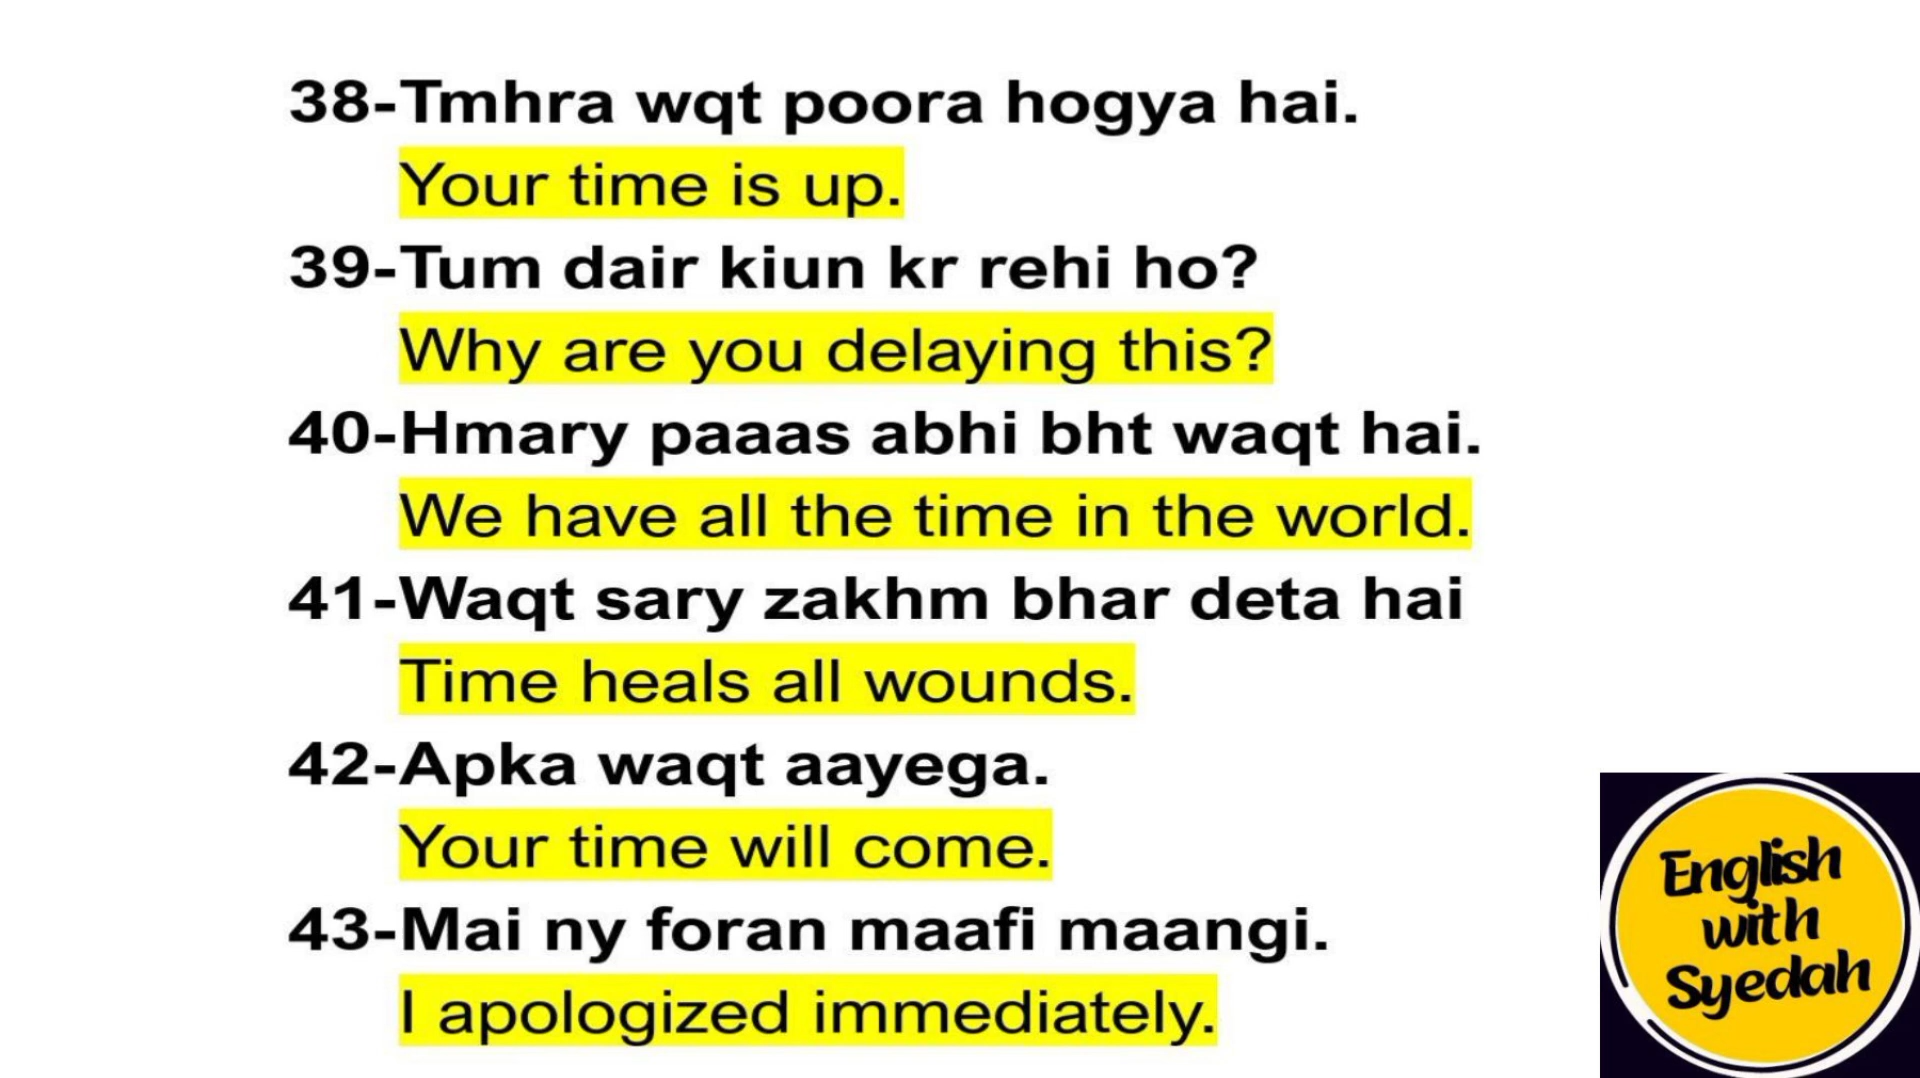 38-Tmhra wqt poora hogya hai.
Your time is up.
39-Tum dair kiun kr rehi ho?
Why are you delaying this?
40-Hmary paaas abhi bht waqt hai.
We have all the time in the world.
41-Waqt sary zakhm bhar deta hai
Time heals all wounds.
42-Apka waqt aayega.
Your time will come.
43-Mai ny foran maafi maangi.
I apologized immediately.
English
with
Syedah